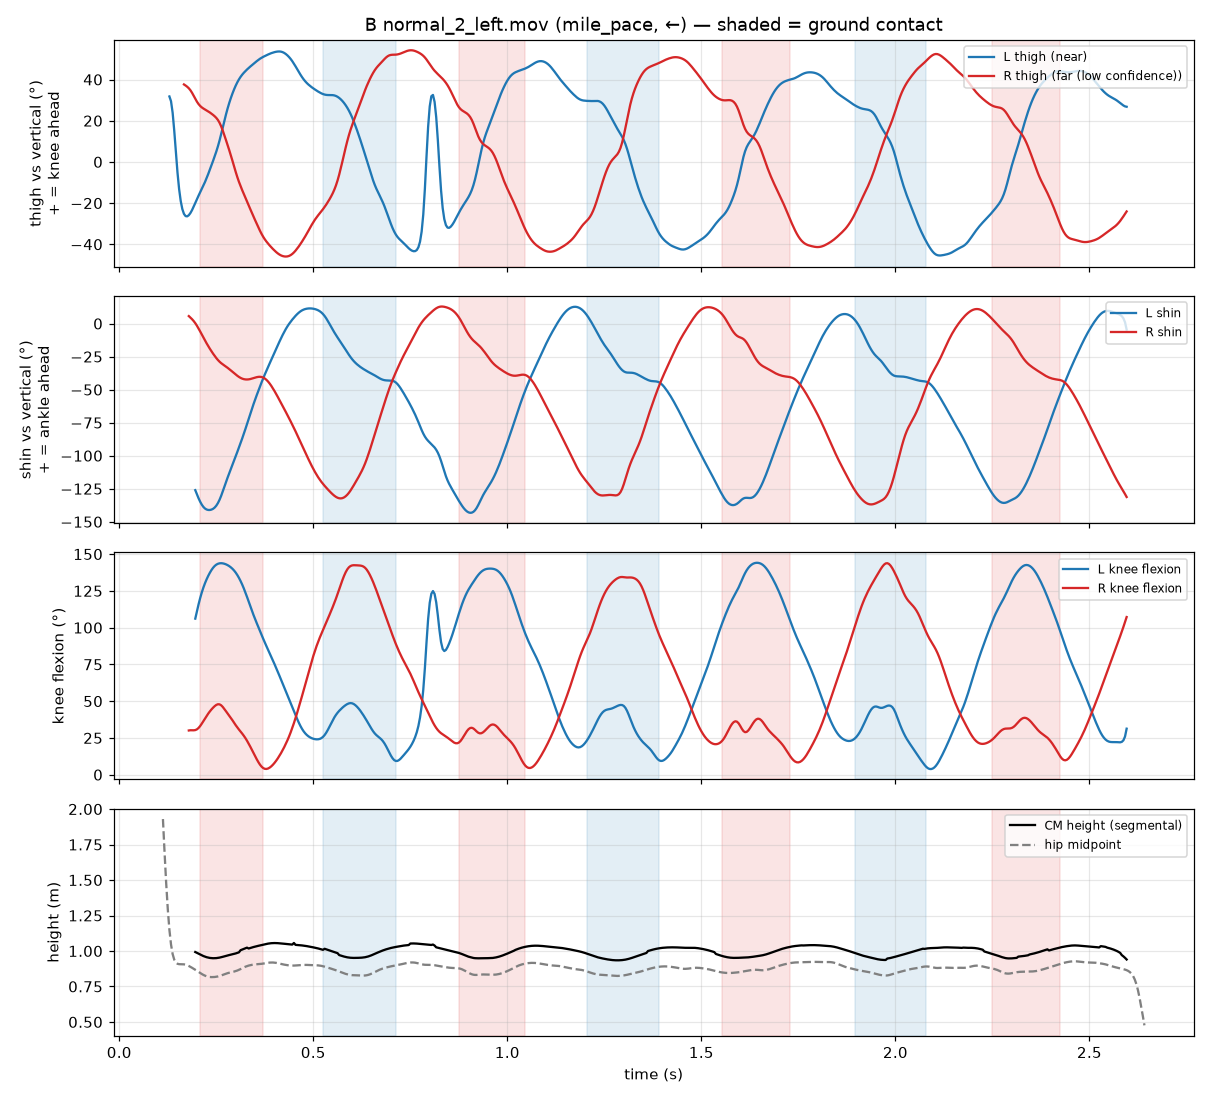 B normal_2_left.mov (mile_pace, ←) — shaded = ground contact
thigh vs vertical (°)
+ = knee ahead
40
20
0
−20
−40
L thigh (near)
R thigh (far (low confidence))
shin vs vertical (°)
+ = ankle ahead
0
−25
−50
−75
−100
−125
−150
L shin
R shin
knee flexion (°)
150
125
100
75
50
25
0
L knee flexion
R knee flexion
height (m)
2.00
1.75
1.50
1.25
1.00
0.75
0.50
CM height (segmental)
hip midpoint
0.0
0.5
1.0
1.5
2.0
2.5
time (s)